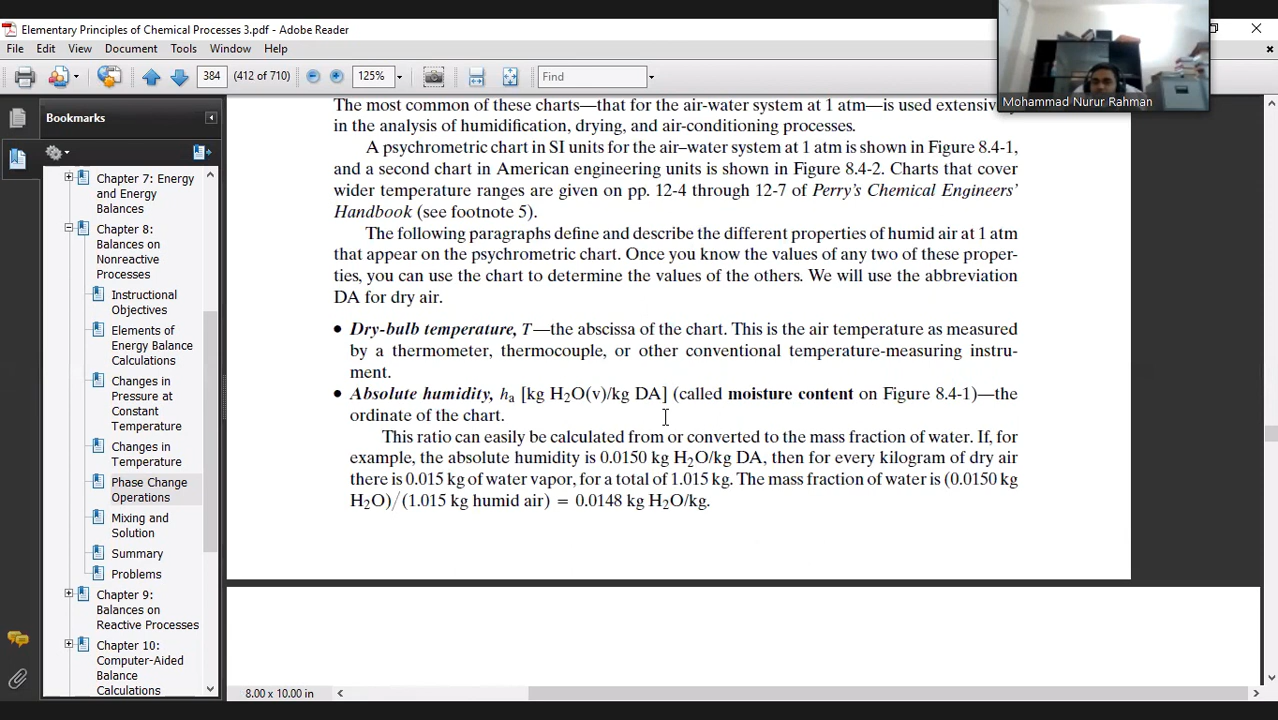 Elementary Principles of Chemical Processes 3.pdf - Adobe Reader
File Edit View Document Tools Window Help
384 (412 of 710) 125% Find
Mohammad Nurur Rahman
Bookmarks
Chapter 7: Energy
and Energy
Balances
Chapter 8:
Balances on
Nonreactive
Processes
Instructional
Objectives
Elements of
Energy Balance
Calculations
Changes in
Pressure at
Constant
Temperature
Changes in
Temperature
Phase Change
Operations
Mixing and
Solution
Summary
Problems
Chapter 9:
Balances on
Reactive Processes
Chapter 10:
Computer-Aided
Balance
Calculations
The most common of these charts—that for the air-water system at 1 atm—is used extensively
in the analysis of humidification, drying, and air-conditioning processes.
A psychrometric chart in SI units for the air–water system at 1 atm is shown in Figure 8.4-1,
and a second chart in American engineering units is shown in Figure 8.4-2. Charts that cover
wider temperature ranges are given on pp. 12-4 through 12-7 of Perry's Chemical Engineers'
Handbook (see footnote 5).
The following paragraphs define and describe the different properties of humid air at 1 atm
that appear on the psychrometric chart. Once you know the values of any two of these proper-
ties, you can use the chart to determine the values of the others. We will use the abbreviation
DA for dry air.
• Dry-bulb temperature, T—the abscissa of the chart. This is the air temperature as measured
by a thermometer, thermocouple, or other conventional temperature-measuring instru-
ment.
• Absolute humidity, hₐ [kg H₂O(v)/kg DA] (called moisture content on Figure 8.4-1)—the
ordinate of the chart.
This ratio can easily be calculated from or converted to the mass fraction of water. If, for
example, the absolute humidity is 0.0150 kg H₂O/kg DA, then for every kilogram of dry air
there is 0.015 kg of water vapor, for a total of 1.015 kg. The mass fraction of water is (0.0150 kg
H₂O)/(1.015 kg humid air) = 0.0148 kg H₂O/kg.
8.00 x 10.00 in